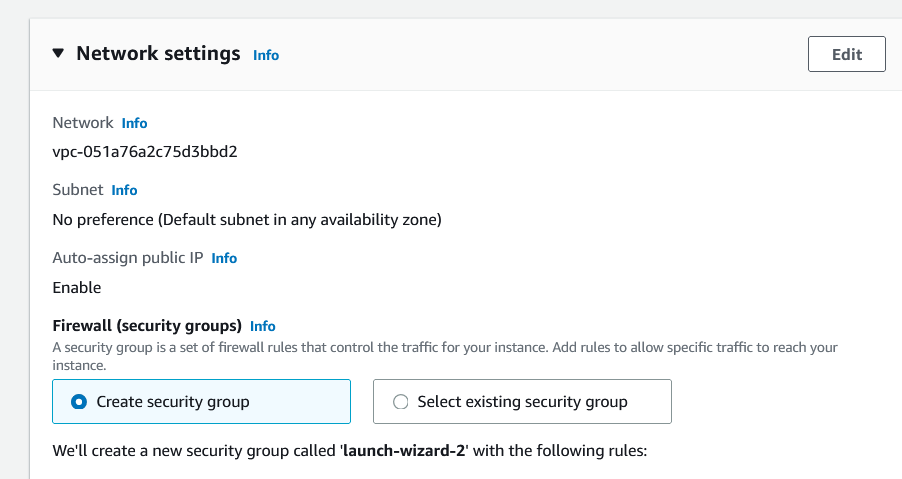 Network settings Info
Edit
Network Info
vpc-051a76a2c75d3bbd2
Subnet Info
No preference (Default subnet in any availability zone)
Auto-assign public IP Info
Enable
Firewall (security groups) Info
A security group is a set of firewall rules that control the traffic for your instance. Add rules to allow specific traffic to reach your
instance.
Create security group
Select existing security group
We'll create a new security group called 'launch-wizard-2' with the following rules: